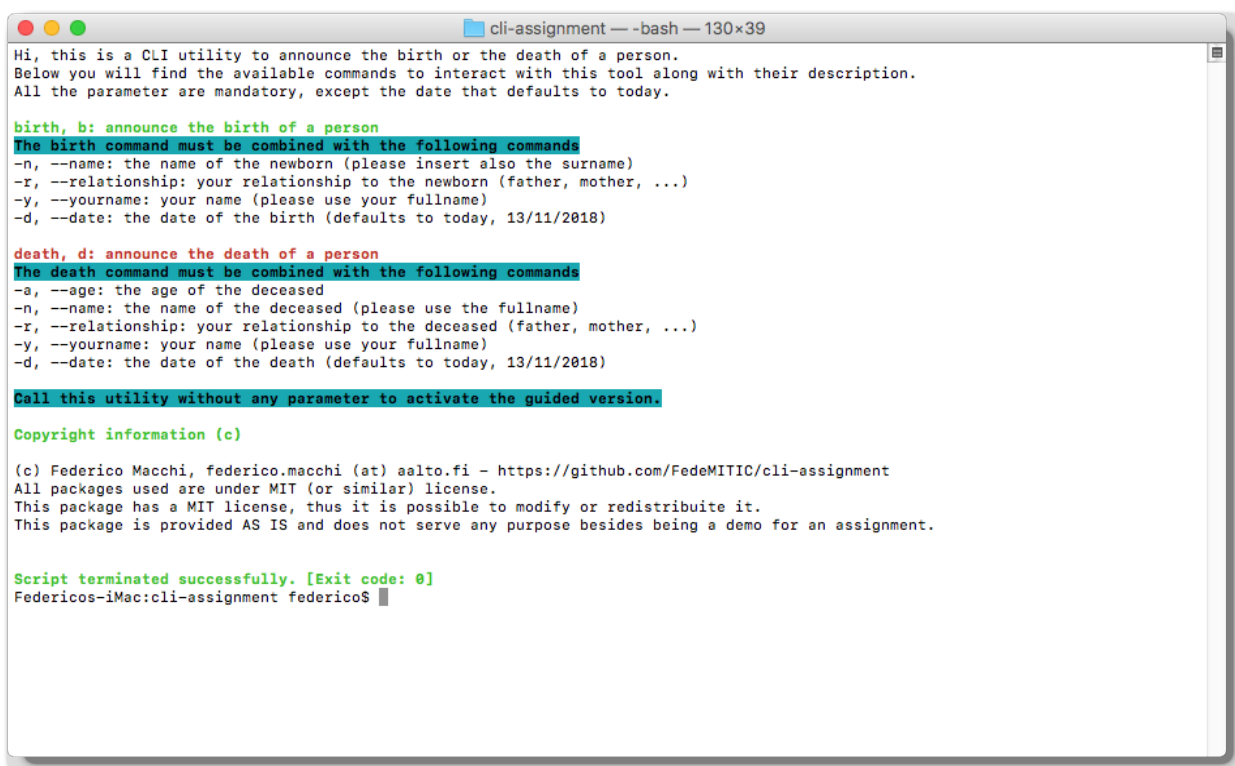 cli-assignment — -bash — 130×39
Hi, this is a CLI utility to announce the birth or the death of a person.
Below you will find the available commands to interact with this tool along with their description.
All the parameter are mandatory, except the date that defaults to today.
birth, b: announce the birth of a person
The birth command must be combined with the following commands
-n, --name: the name of the newborn (please insert also the surname)
-r, --relationship: your relationship to the newborn (father, mother, ...)
-y, --yourname: your name (please use your fullname)
-d, --date: the date of the birth (defaults to today, 13/11/2018)
death, d: announce the death of a person
The death command must be combined with the following commands
-a, --age: the age of the deceased
-n, --name: the name of the deceased (please use the fullname)
-r, --relationship: your relationship to the deceased (father, mother, ...)
-y, --yourname: your name (please use your fullname)
-d, --date: the date of the death (defaults to today, 13/11/2018)
Call this utility without any parameter to activate the guided version.
Copyright information (c)
(c) Federico Macchi, federico.macchi (at) aalto.fi - https://github.com/FedeMITIC/cli-assignment
All packages used are under MIT (or similar) license.
This package has a MIT license, thus it is possible to modify or redistribuite it.
This package is provided AS IS and does not serve any purpose besides being a demo for an assignment.
Script terminated successfully. [Exit code: 0]
Federicos-iMac:cli-assignment federico$